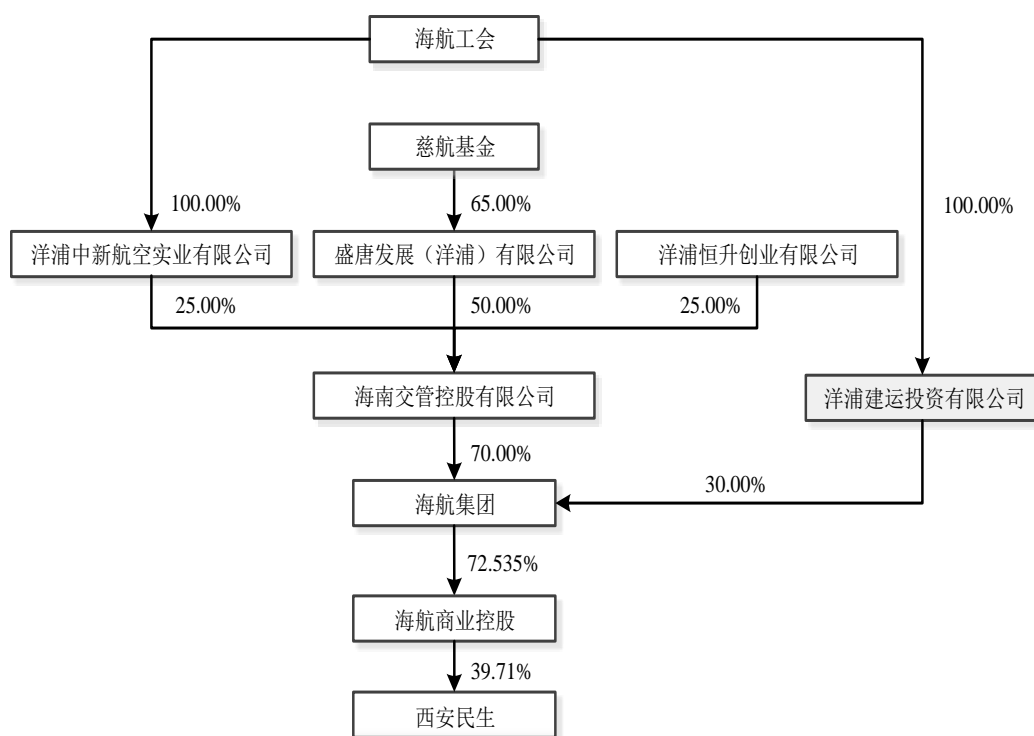 海航工会
慈航基金
100.00%
65.00%
100.00%
洋浦中新航空实业有限公司
盛唐发展（洋浦）有限公司
洋浦恒升创业有限公司
25.00%
50.00%
25.00%
海南交管控股有限公司
洋浦建运投资有限公司
70.00%
30.00%
海航集团
72.535%
海航商业控股
39.71%
西安民生